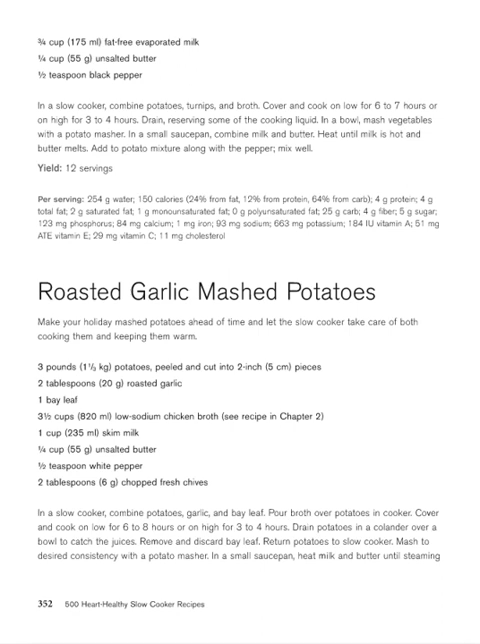 ¾ cup (175 ml) fat-free evaporated milk
¼ cup (55 g) unsalted butter
½ teaspoon black pepper
In a slow cooker, combine potatoes, turnips, and broth. Cover and cook on low for 6 to 7 hours or
on high for 3 to 4 hours. Drain, reserving some of the cooking liquid. In a bowl, mash vegetables
with a potato masher. In a small saucepan, combine milk and butter. Heat until milk is hot and
butter melts. Add to potato mixture along with the pepper; mix well.
Yield: 12 servings
Per serving: 254 g water; 150 calories (24% from fat, 12% from protein, 64% from carb); 4 g protein; 4 g
total fat; 2 g saturated fat; 1 g monounsaturated fat; 0 g polyunsaturated fat; 25 g carb; 4 g fiber; 5 g sugar;
123 mg phosphorus; 84 mg calcium; 1 mg iron; 93 mg sodium; 663 mg potassium; 184 IU vitamin A; 51 mg
ATE vitamin E; 29 mg vitamin C; 11 mg cholesterol
Roasted Garlic Mashed Potatoes
Make your holiday mashed potatoes ahead of time and let the slow cooker take care of both
cooking them and keeping them warm.
3 pounds (1⅓ kg) potatoes, peeled and cut into 2-inch (5 cm) pieces
2 tablespoons (20 g) roasted garlic
1 bay leaf
3½ cups (820 ml) low-sodium chicken broth (see recipe in Chapter 2)
1 cup (235 ml) skim milk
¼ cup (55 g) unsalted butter
½ teaspoon white pepper
2 tablespoons (6 g) chopped fresh chives
In a slow cooker, combine potatoes, garlic, and bay leaf. Pour broth over potatoes in cooker. Cover
and cook on low for 6 to 8 hours or on high for 3 to 4 hours. Drain potatoes in a colander over a
bowl to catch the juices. Remove and discard bay leaf. Return potatoes to slow cooker. Mash to
desired consistency with a potato masher. In a small saucepan, heat milk and butter until steaming
352 500 Heart-Healthy Slow Cooker Recipes